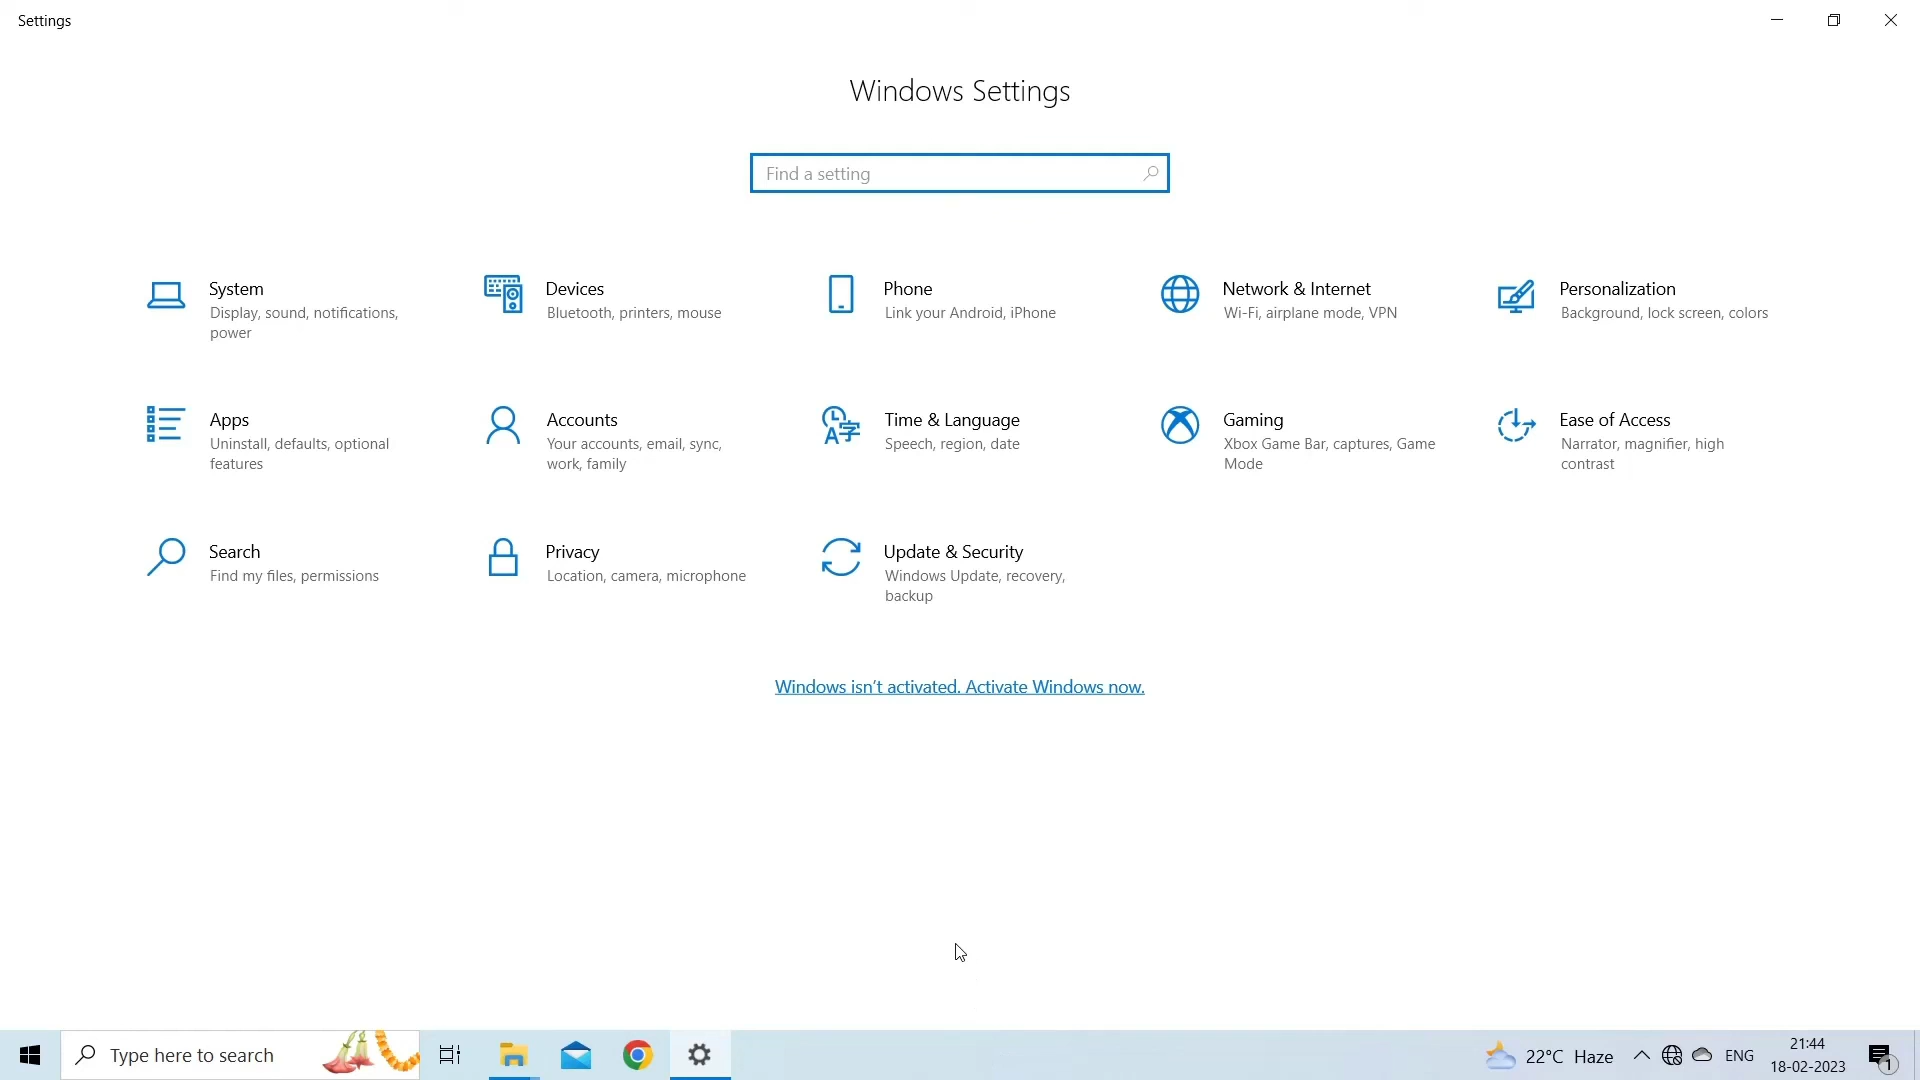 Settings
Windows Settings
Find a setting
System
Display, sound, notifications,
power
Devices
Bluetooth, printers, mouse
Phone
Link your Android, iPhone
Network & Internet
Wi-Fi, airplane mode, VPN
Personalization
Background, lock screen, colors
Apps
Uninstall, defaults, optional
features
Accounts
Your accounts, email, sync,
work, family
Time & Language
Speech, region, date
Gaming
Xbox Game Bar, captures, Game
Mode
Ease of Access
Narrator, magnifier, high
contrast
Search
Find my files, permissions
Privacy
Location, camera, microphone
Update & Security
Windows Update, recovery,
backup
Windows isn't activated. Activate Windows now.
Type here to search
22°C Haze
ENG
21:44
18-02-2023
1